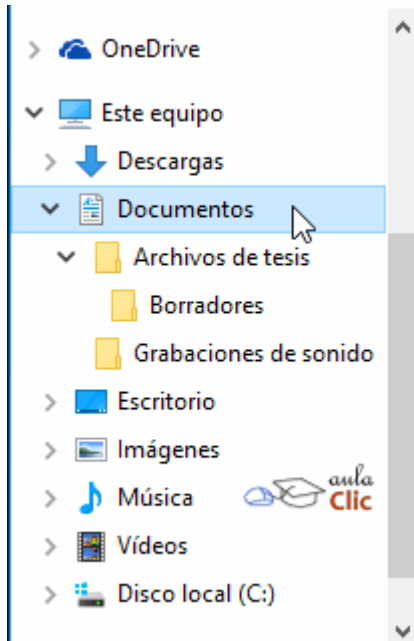 OneDrive
Este equipo
Descargas
Documentos
Archivos de tesis
Borradores
Grabaciones de sonido
Escritorio
Imágenes
Música
aula
Clic
Vídeos
Disco local (C:)